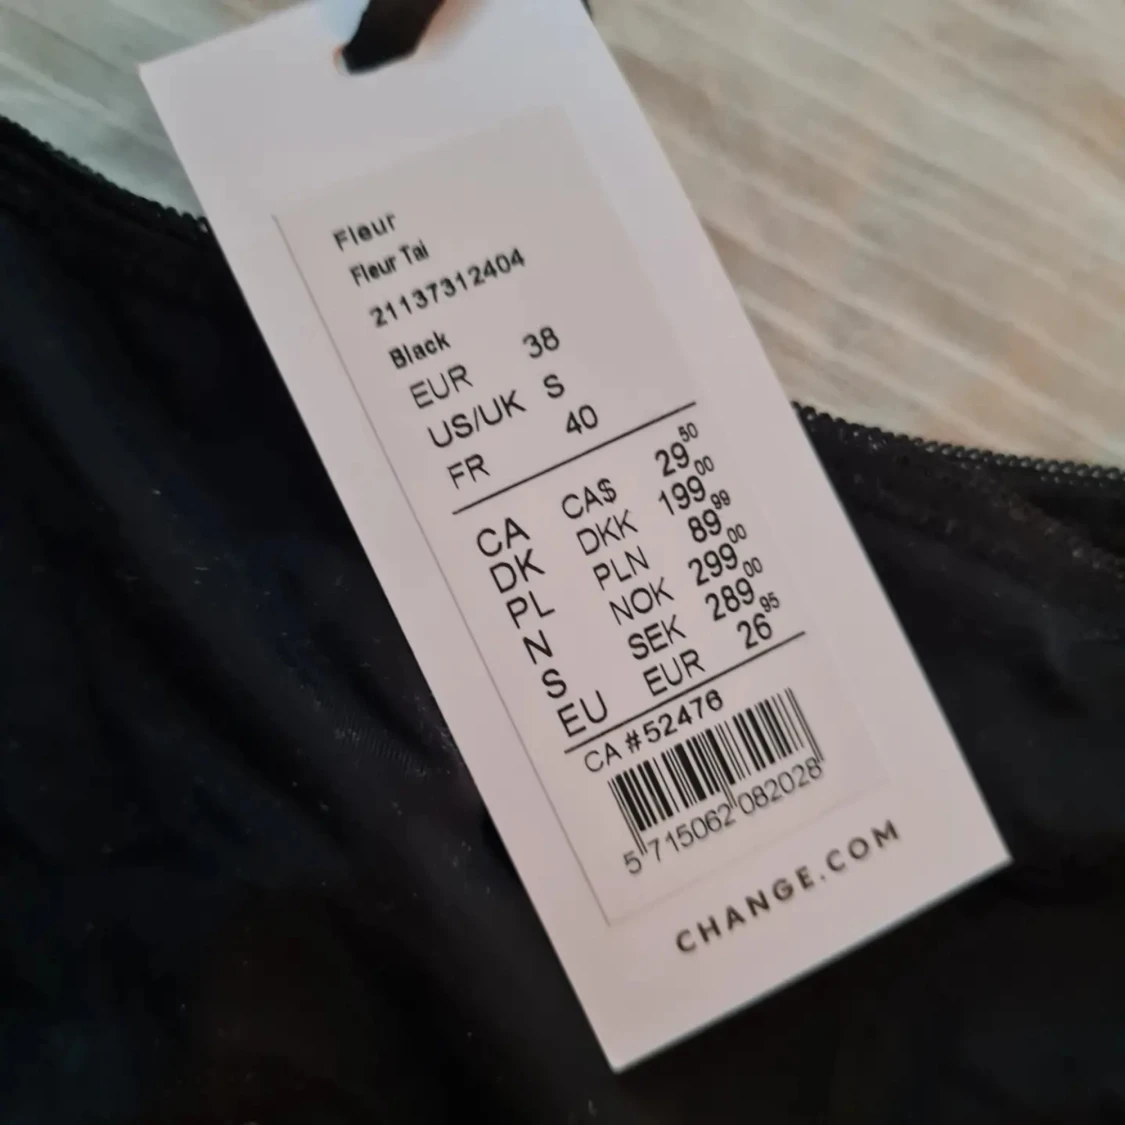 Fleur
Fleur Tai
21137312404
Black
EUR 38
US/UK S
FR 40
CA CA$ 29.50
DK DKK 199.00
PL PLN 89.99
N NOK 299.00
S SEK 289.00
EU EUR 26.95
CA #52476
5 715062 082028
CHANGE.COM